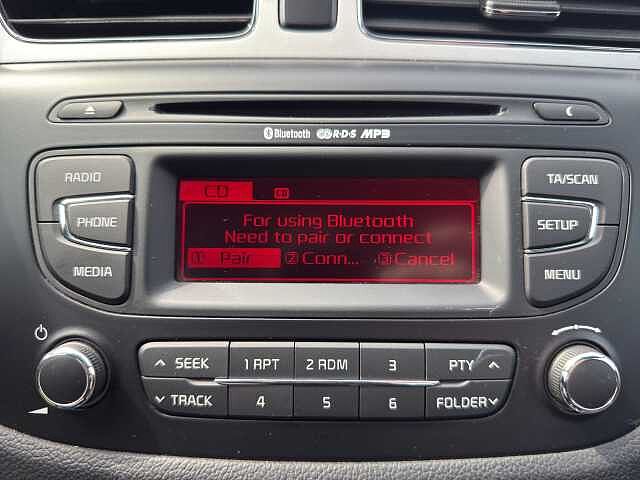 Bluetooth R·D·S MP3
RADIO
PHONE
MEDIA
CD CD
For using Bluetooth
Need to pair or connect
1 Pair 2 Conn... 3 Cancel
TA/SCAN
SETUP
MENU
SEEK 1 RPT 2 RDM 3 PTY
TRACK 4 5 6 FOLDER